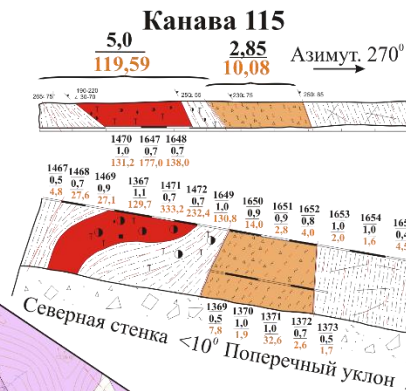 Канава 115
5,0
119,59
2,85
10,08
Азимут. 270⁰
190-220
1470 1647 1648
1,0 0,7 0,7
131,2 177,0 138,0
1467 1468 1469 1367 1471 1472 1649 1650 1651 1652 1653 1654
0,5 0,7 0,9 1,1 0,7 0,7 1,0 0,9 0,9 0,8 1,0 1,0
4,8 27,6 27,1 129,7 333,2 232,4 130,8 14,0 2,8 4,0 2,0 1,6
1369 1370 1371 1372 1373
0,5 1,0 1,0 0,7 0,5
7,8 1,9 32,6 2,6 1,7
Северная стенка <10⁰ Поперечный уклон